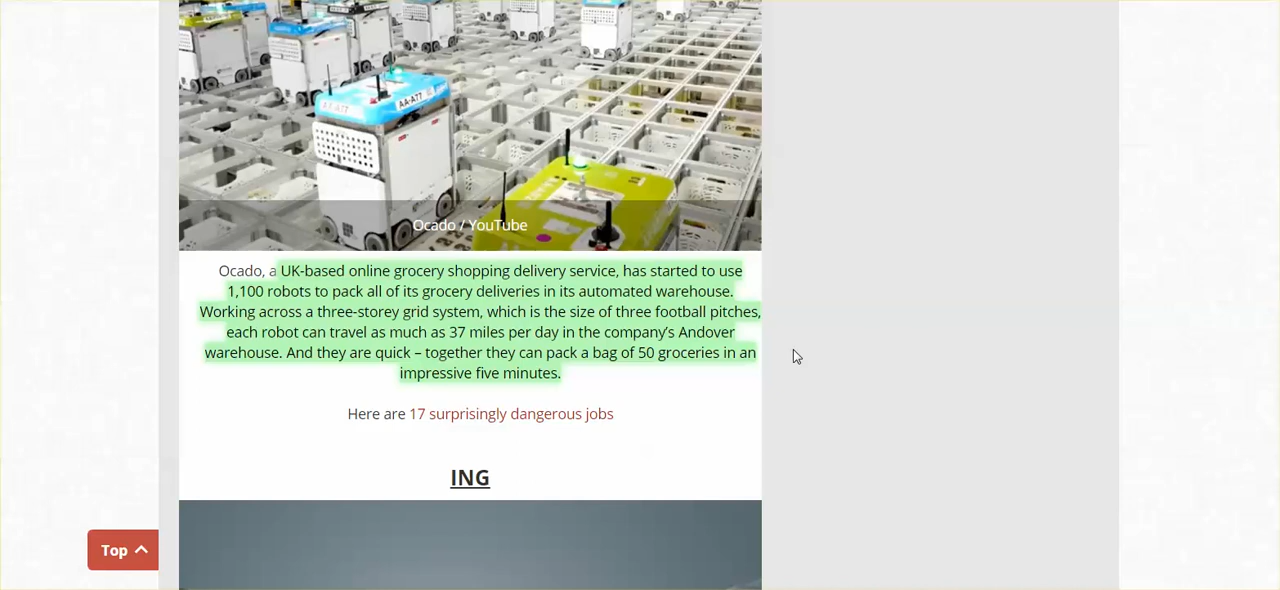 AA-A77
AA-A77
Ocado / YouTube
Ocado, a UK-based online grocery shopping delivery service, has started to use
1,100 robots to pack all of its grocery deliveries in its automated warehouse.
Working across a three-storey grid system, which is the size of three football pitches,
each robot can travel as much as 37 miles per day in the company’s Andover
warehouse. And they are quick – together they can pack a bag of 50 groceries in an
impressive five minutes.
Here are 17 surprisingly dangerous jobs
ING
Top